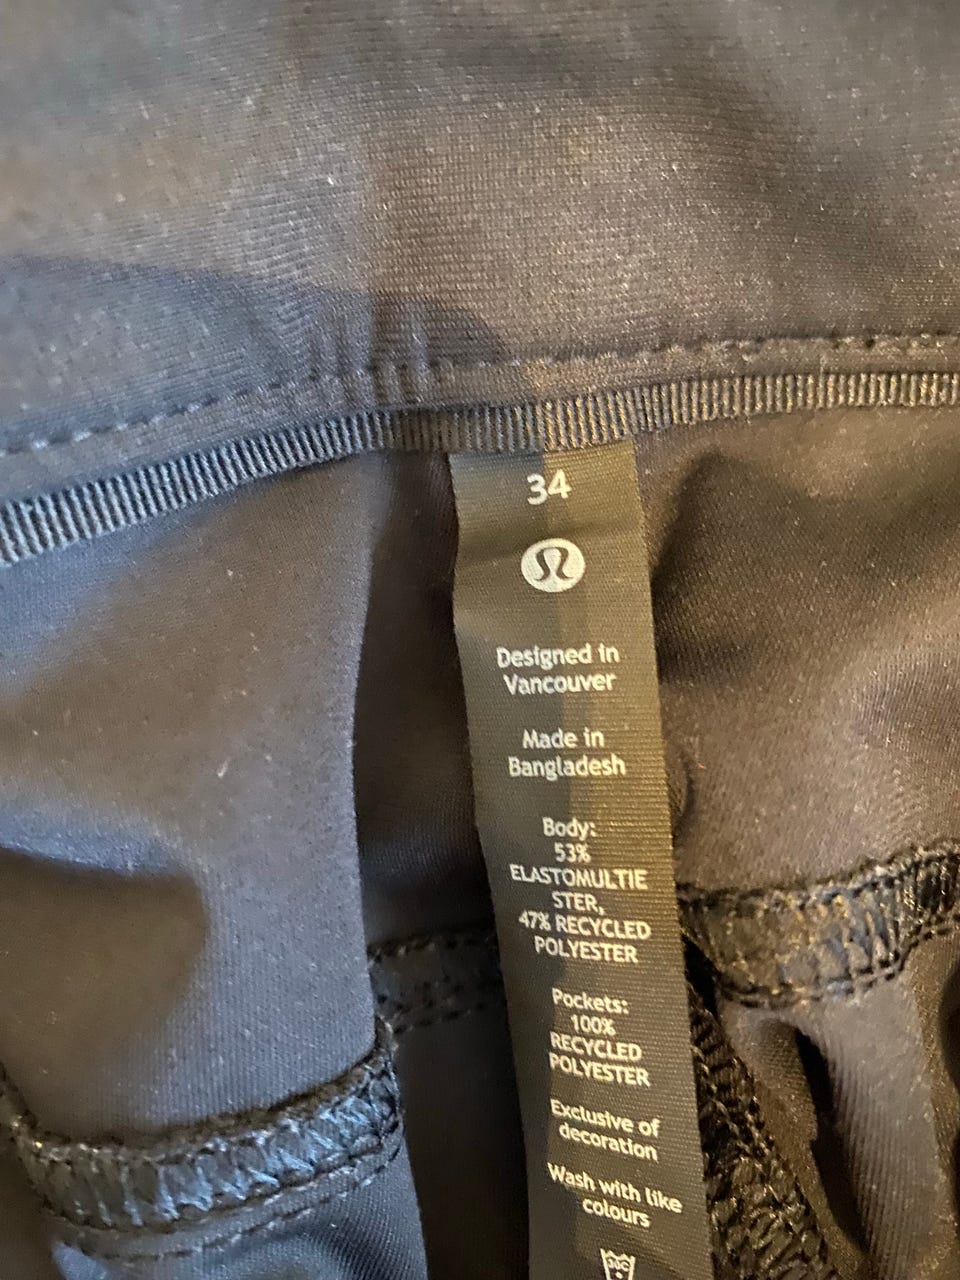 34
Designed in
Vancouver
Made in
Bangladesh
Body:
53%
ELASTOMULTIE
STER,
47% RECYCLED
POLYESTER
Pockets:
100%
RECYCLED
POLYESTER
Exclusive of
decoration
Wash with like
colours
30C